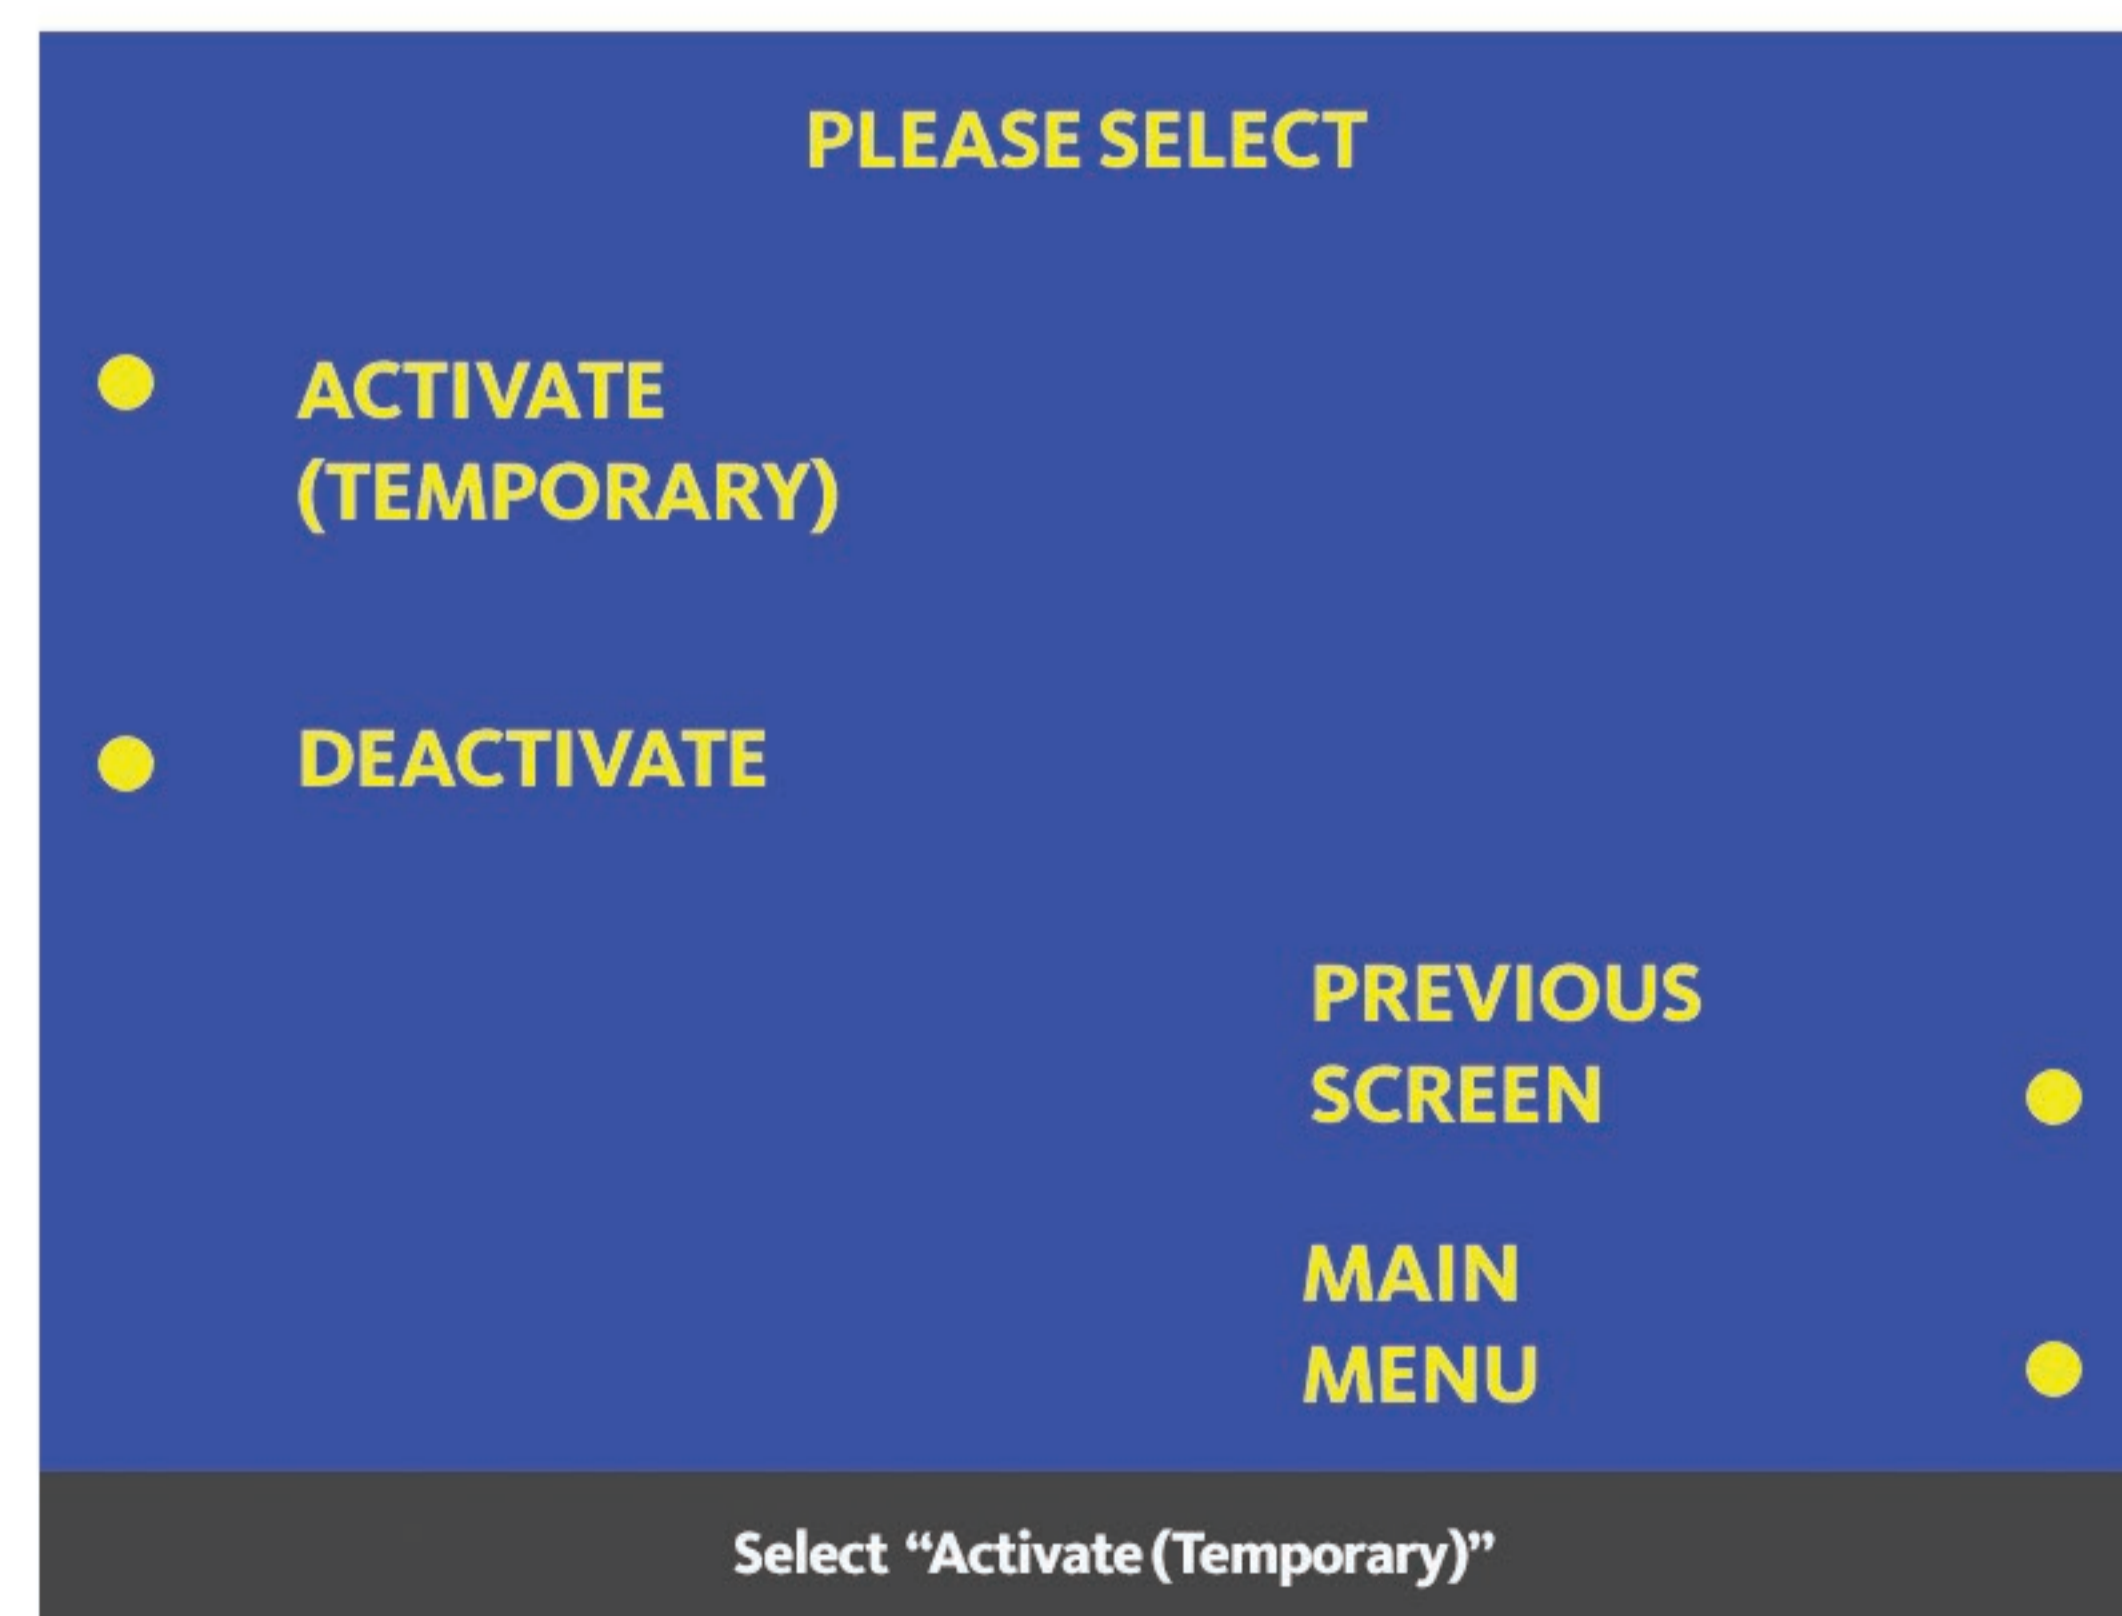 PLEASE SELECT
ACTIVATE
(TEMPORARY)
DEACTIVATE
PREVIOUS
SCREEN
MAIN
MENU
Select “Activate (Temporary)”